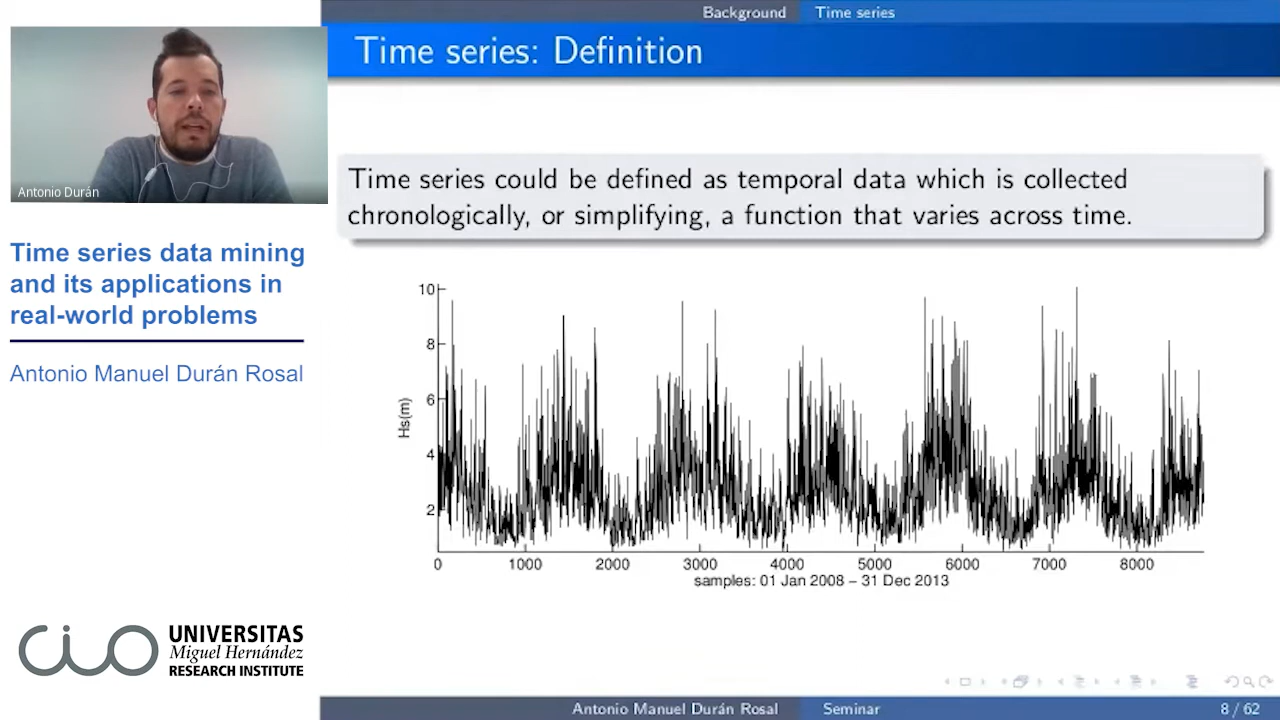 Background Time series
Time series: Definition
Antonio Durán
Time series data mining
and its applications in
real-world problems
Antonio Manuel Durán Rosal
Time series could be defined as temporal data which is collected
chronologically, or simplifying, a function that varies across time.
10
8
6
4
2
Hs(m)
0 1000 2000 3000 4000 5000 6000 7000 8000
samples: 01 Jan 2008 – 31 Dec 2013
cio UNIVERSITAS
Miguel Hernández
RESEARCH INSTITUTE
Antonio Manuel Durán Rosal Seminar 8 / 62